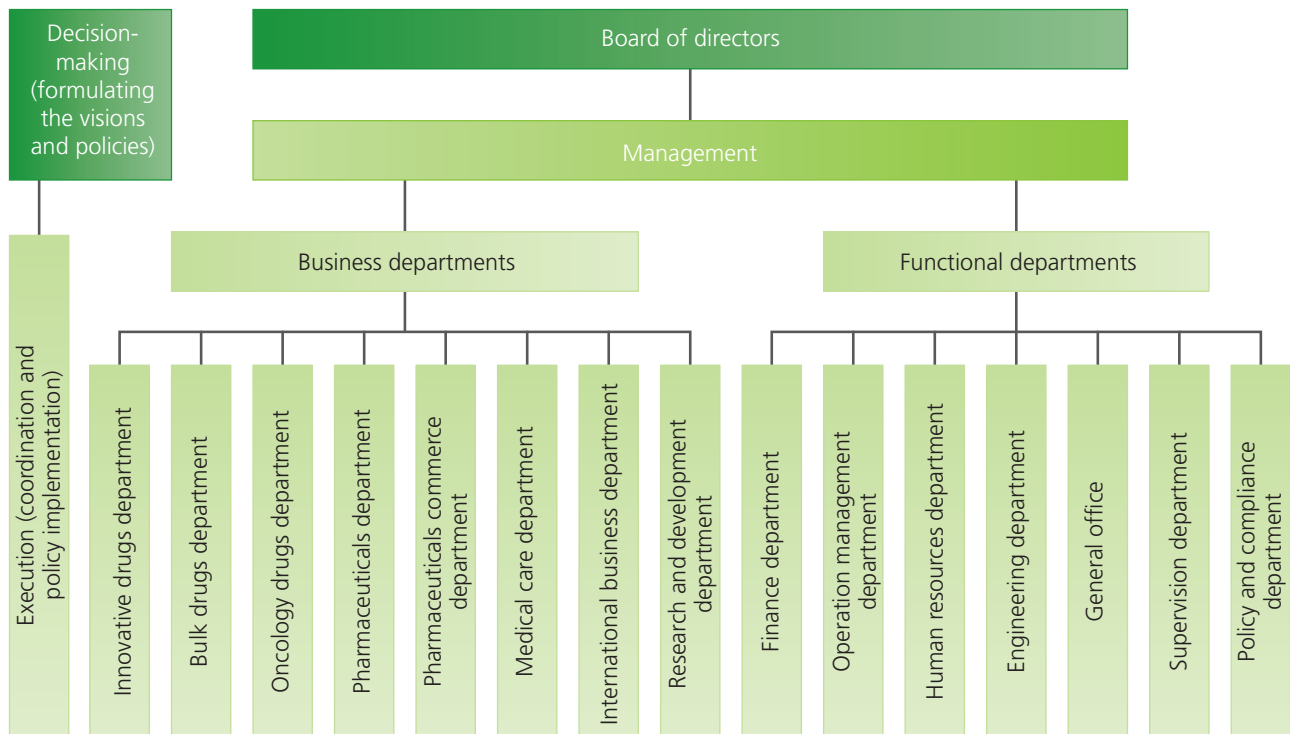 Decision-
making
(formulating
the visions
and policies)
Board of directors
Management
Business departments
Functional departments
Execution (coordination and
policy implementation)
Innovative drugs department
Bulk drugs department
Oncology drugs department
Pharmaceuticals department
Pharmaceuticals commerce
department
Medical care department
International business department
Research and development
department
Finance department
Operation management
department
Human resources department
Engineering department
General office
Supervision department
Policy and compliance
department